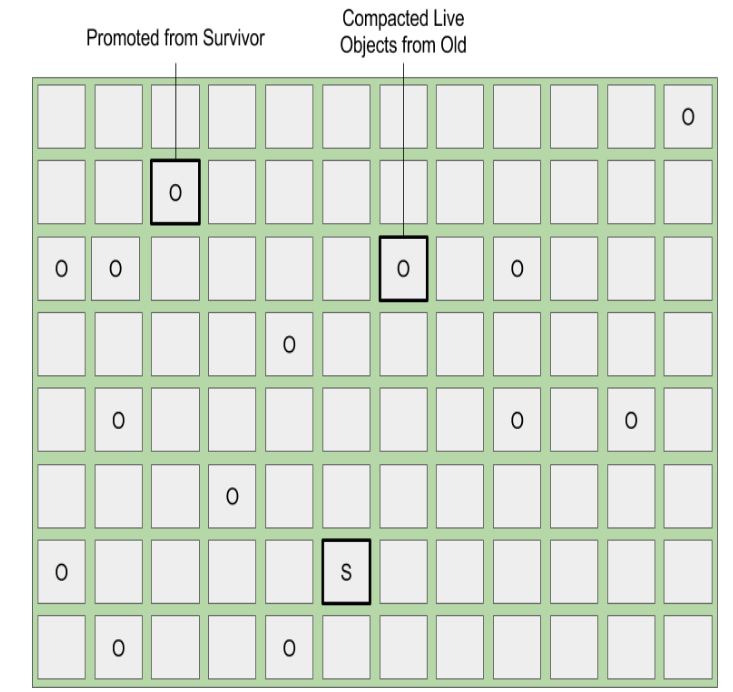 Promoted from Survivor
Compacted Live
Objects from Old
O
O
O O O O
O
O O O
O
O S
O O